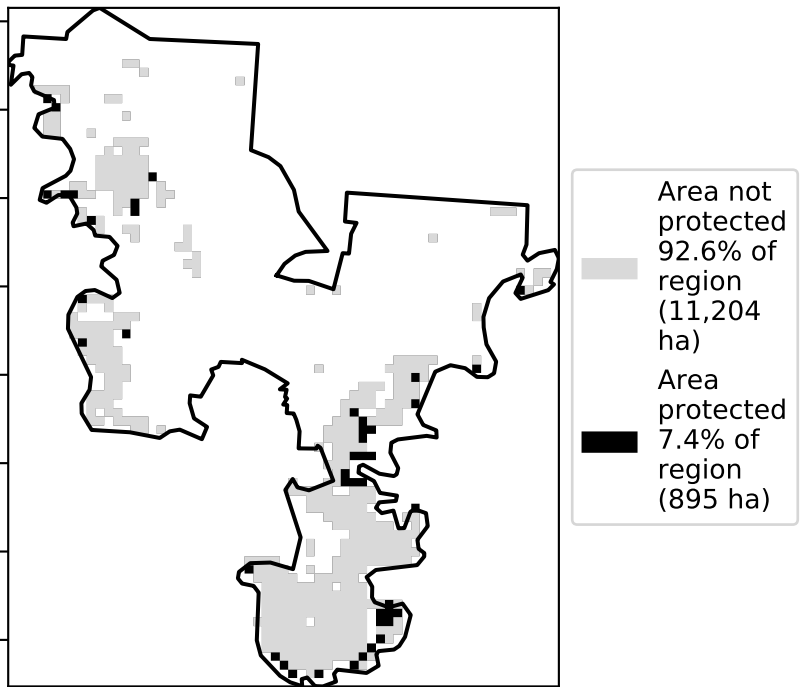 Area not
protected
92.6% of
region
(11,204
ha)
Area
protected
7.4% of
region
(895 ha)